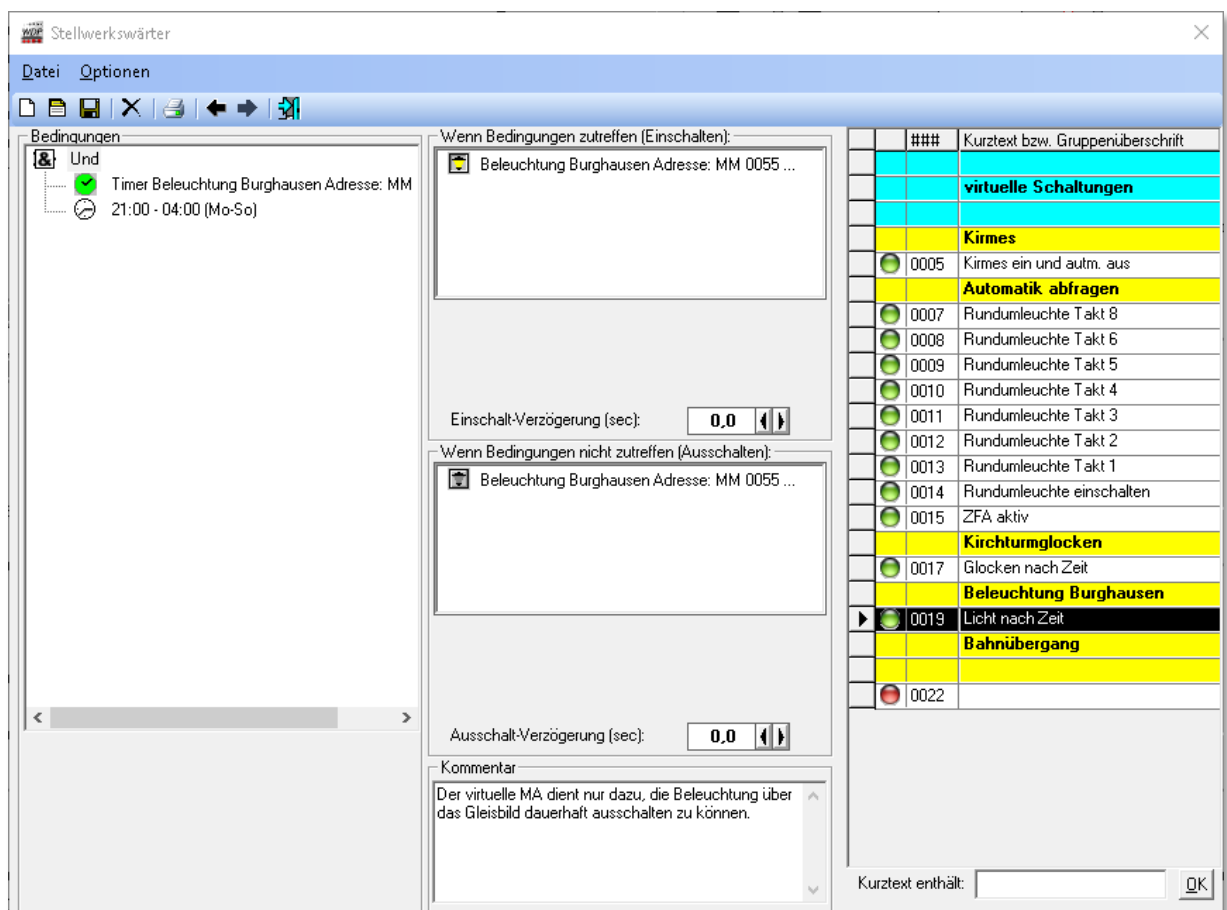 Stellwerkswärter
Datei Optionen
Bedingungen
Und
Timer Beleuchtung Burghausen Adresse: MM
21:00 - 04:00 (Mo-So)
Wenn Bedingungen zutreffen (Einschalten):
Beleuchtung Burghausen Adresse: MM 0055 ...
Einschalt-Verzögerung (sec): 0,0
Wenn Bedingungen nicht zutreffen (Ausschalten):
Beleuchtung Burghausen Adresse: MM 0055 ...
Ausschalt-Verzögerung (sec): 0,0
Kommentar
Der virtuelle MA dient nur dazu, die Beleuchtung über
das Gleisbild dauerhaft ausschalten zu können.
### Kurztext bzw. Gruppenüberschrift
virtuelle Schaltungen
Kirmes
0005 Kirmes ein und autm. aus
Automatik abfragen
0007 Rundumleuchte Takt 8
0008 Rundumleuchte Takt 6
0009 Rundumleuchte Takt 5
0010 Rundumleuchte Takt 4
0011 Rundumleuchte Takt 3
0012 Rundumleuchte Takt 2
0013 Rundumleuchte Takt 1
0014 Rundumleuchte einschalten
0015 ZFA aktiv
Kirchturmglocken
0017 Glocken nach Zeit
Beleuchtung Burghausen
0019 Licht nach Zeit
Bahnübergang
0022
Kurztext enthält: OK